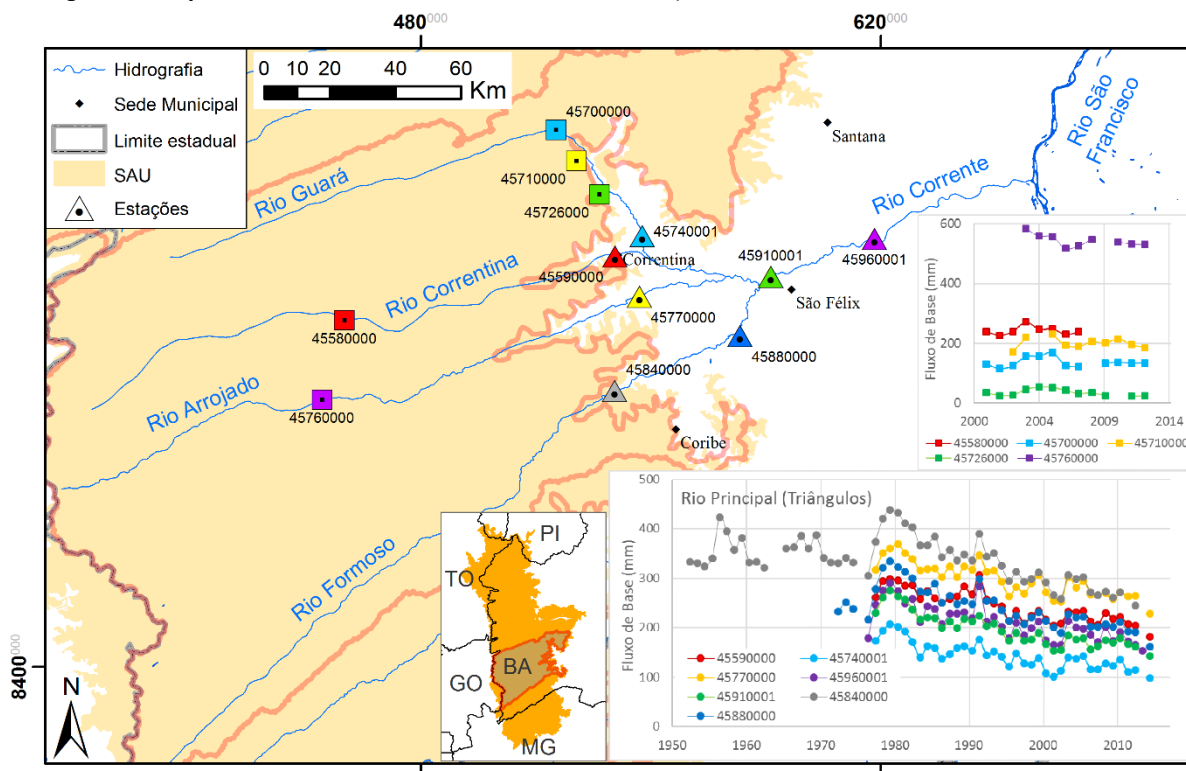 480000
620000
Hidrografia
Sede Municipal
Limite estadual
SAU
Estações
0 10 20 40 60
Km
45700000
45710000
45726000
45740001
45590000
Correntina
45910001
45960001
Santana
São Félix
45770000
45880000
45840000
45580000
45760000
Coribe
Rio Guará
Rio Correntina
Rio Arrojado
Rio Formoso
Rio Corrente
Rio São
Francisco
8400000
N
PI
TO
BA
GO
MG
600
400
200
0
Fluxo de Base (mm)
2000 2004 2009 2014
45580000 45700000 45710000
45726000 45760000
Rio Principal (Triângulos)
500
400
300
200
100
0
Fluxo de Base (mm)
1950 1960 1970 1980 1990 2000 2010
45590000 45740001
45770000 45960001
45910001 45840000
45880000